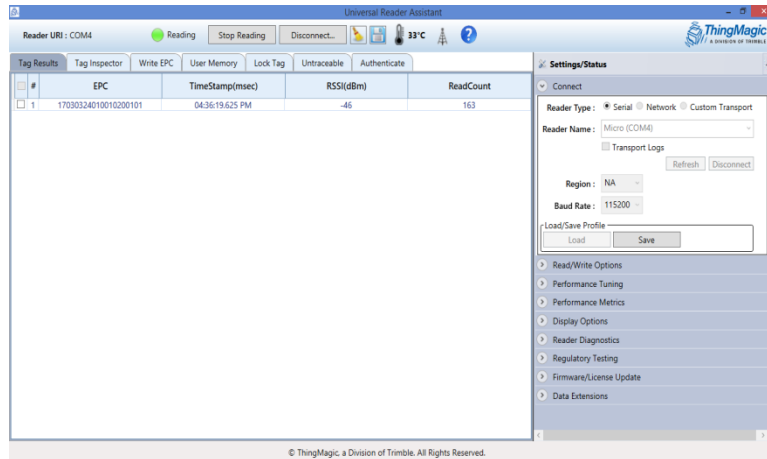 Universal Reader Assistant
Reader URI : COM4 Reading Stop Reading Disconnect... 33°C ThingMagic
A DIVISION OF TRIMBLE
Tag Results Tag Inspector Write EPC User Memory Lock Tag Untraceable Authenticate
# EPC TimeStamp(msec) RSSI(dBm) ReadCount
1 17030324010010200101 04:36:19.625 PM -46 163
Settings/Status
Connect
Reader Type : Serial Network Custom Transport
Reader Name : Micro (COM4)
Transport Logs
Refresh Disconnect
Region : NA
Baud Rate : 115200
Load/Save Profile
Load Save
Read/Write Options
Performance Tuning
Performance Metrics
Display Options
Reader Diagnostics
Regulatory Testing
Firmware/License Update
Data Extensions
© ThingMagic, a Division of Trimble. All Rights Reserved.